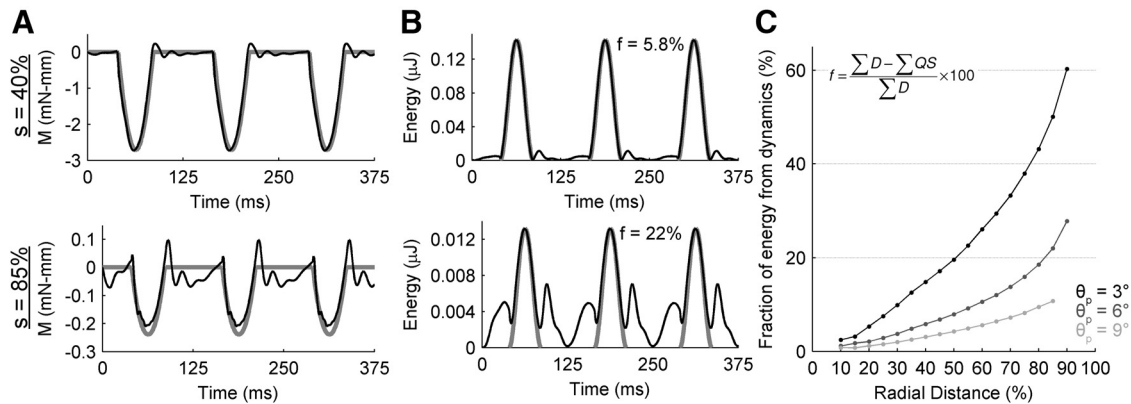 A
s = 40%
M (mN-mm)
0
-1
-2
-3
0 125 250 375
Time (ms)
s = 85%
M (mN-mm)
0.1
0
-0.1
-0.2
-0.3
0 125 250 375
Time (ms)
B
f = 5.8%
Energy (μJ)
0.12
0.08
0.04
0
0 125 250 375
Time (ms)
f = 22%
Energy (μJ)
0.012
0.008
0.004
0
0 125 250 375
Time (ms)
C
f = ∑D − ∑QS / ∑D ×100
Fraction of energy from dynamics (%)
60
40
20
0
θp = 3°
θp = 6°
θp = 9°
0 10 20 30 40 50 60 70 80 90 100
Radial Distance (%)